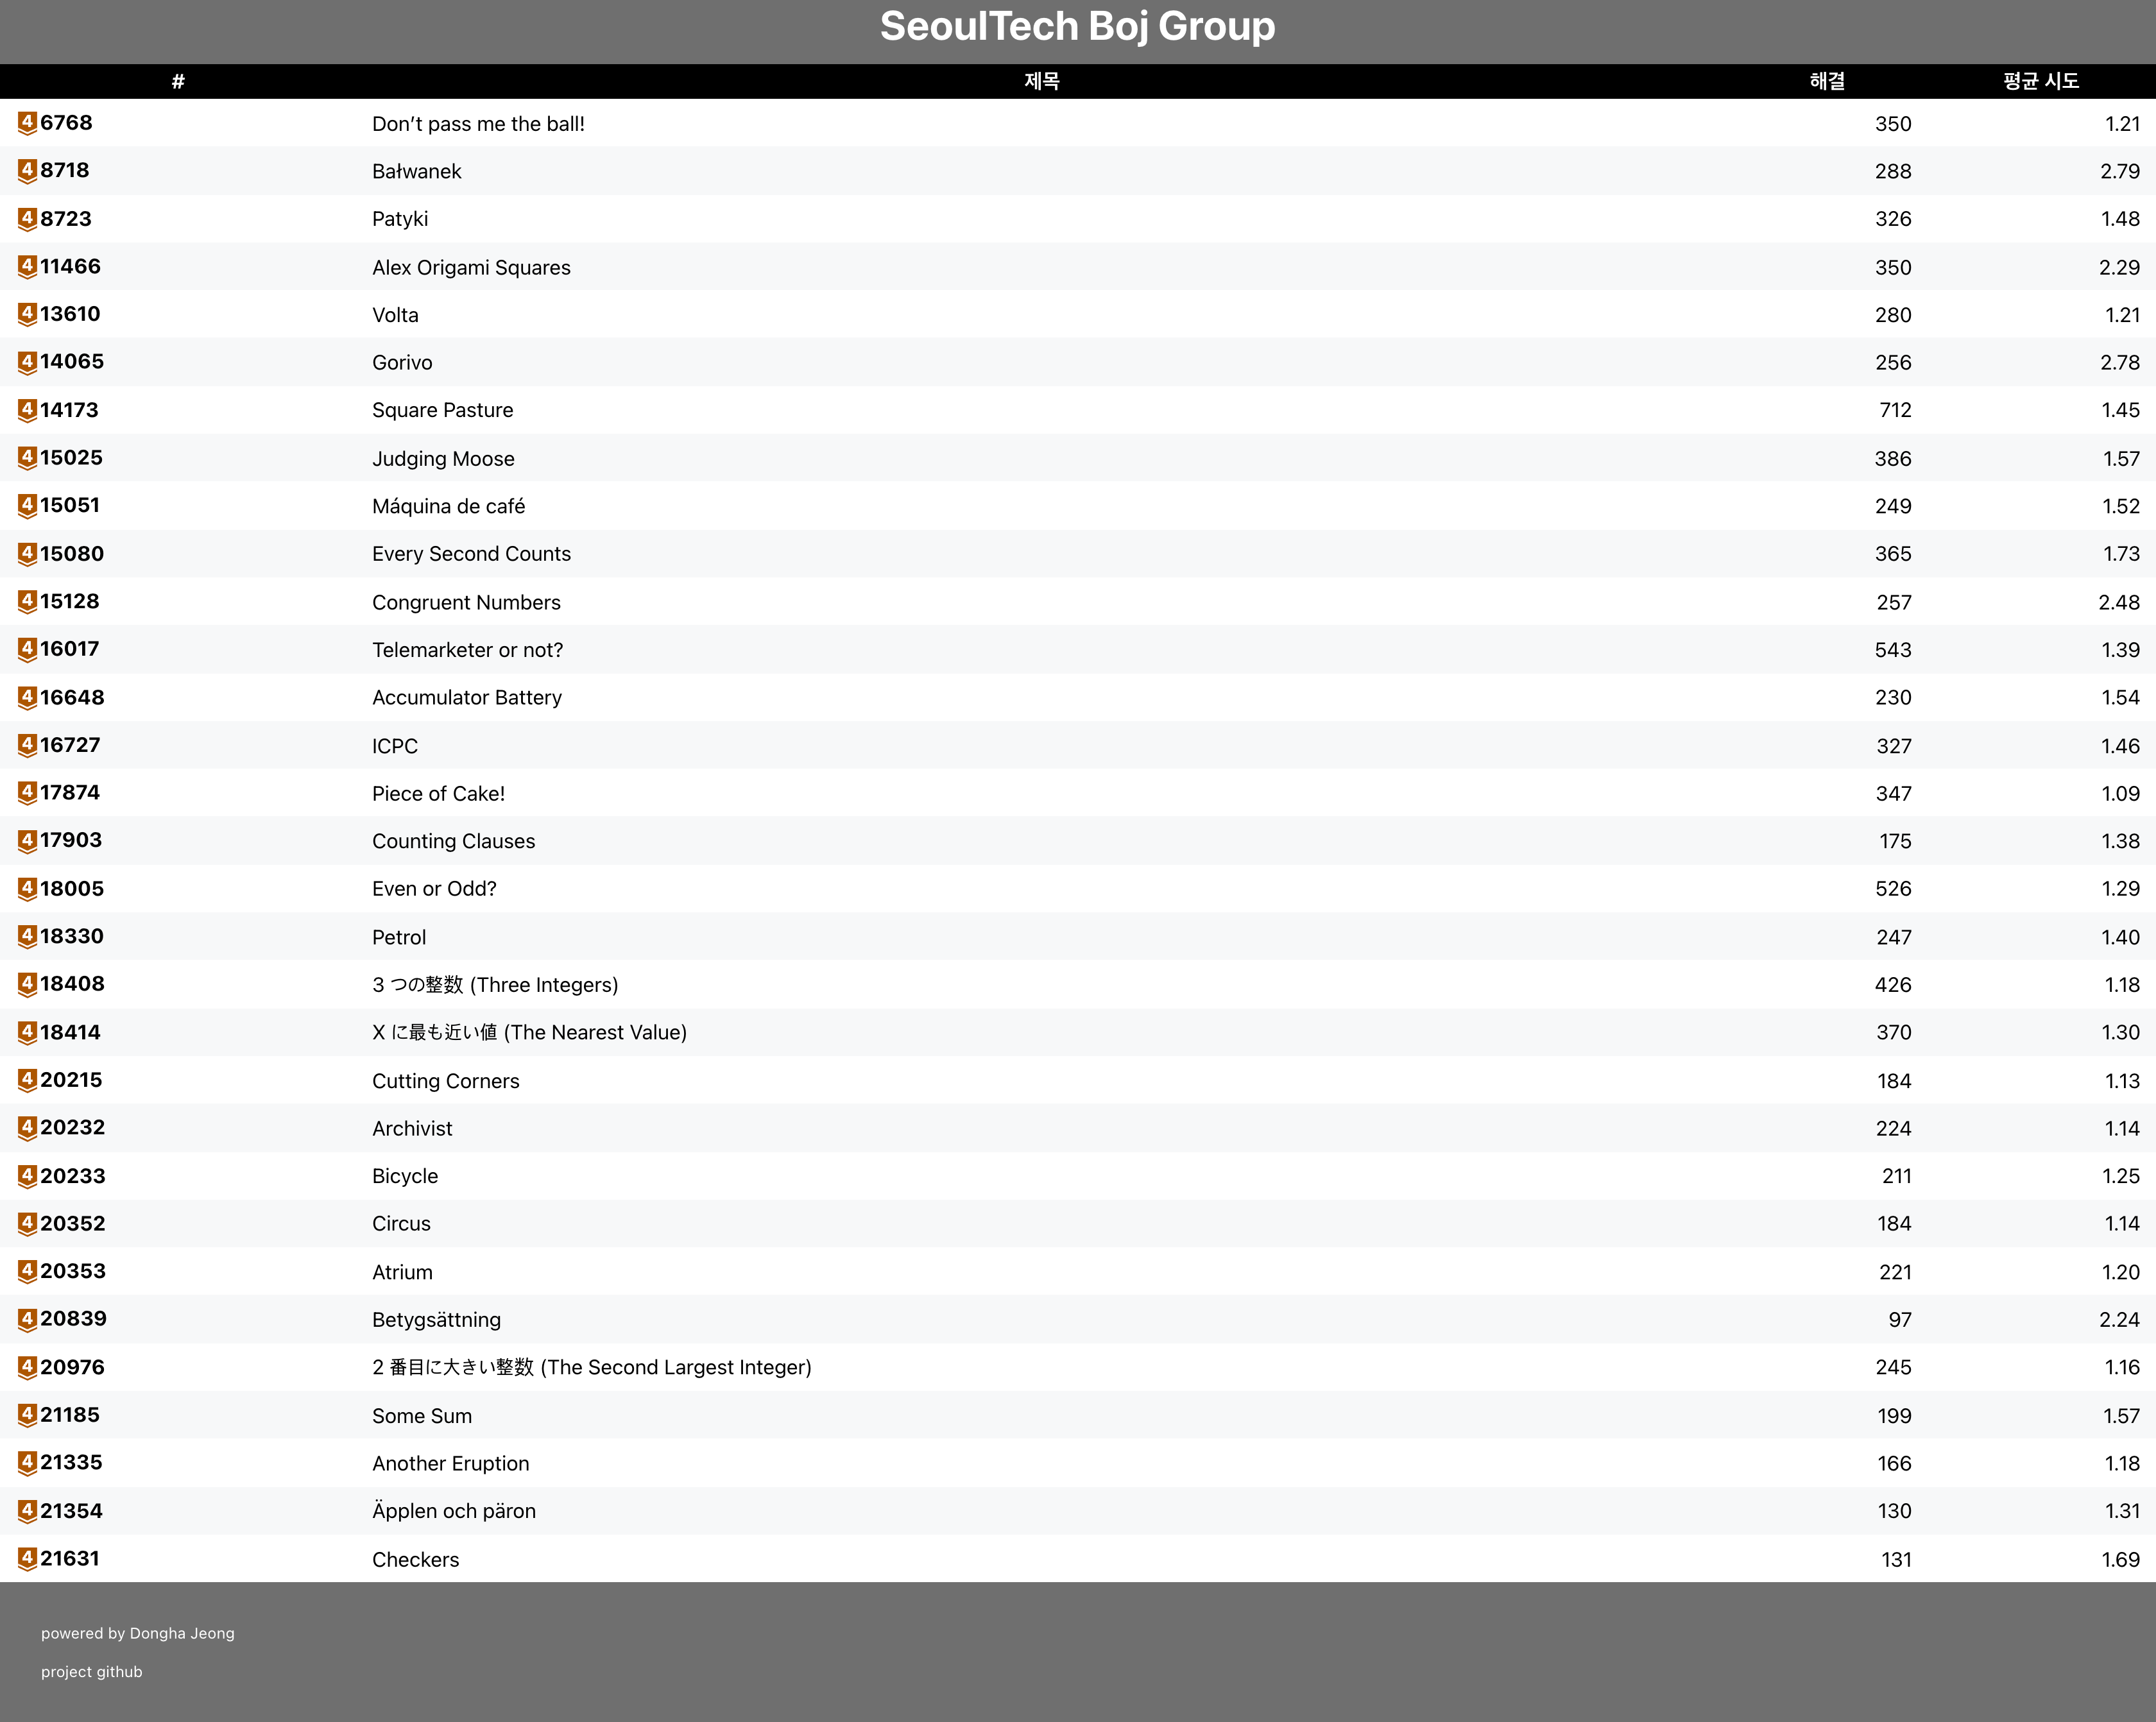 SeoulTech Boj Group
# 제목 해결 평균 시도
4 6768 Don't pass me the ball! 350 1.21
4 8718 Bałwanek 288 2.79
4 8723 Patyki 326 1.48
4 11466 Alex Origami Squares 350 2.29
4 13610 Volta 280 1.21
4 14065 Gorivo 256 2.78
4 14173 Square Pasture 712 1.45
4 15025 Judging Moose 386 1.57
4 15051 Máquina de café 249 1.52
4 15080 Every Second Counts 365 1.73
4 15128 Congruent Numbers 257 2.48
4 16017 Telemarketer or not? 543 1.39
4 16648 Accumulator Battery 230 1.54
4 16727 ICPC 327 1.46
4 17874 Piece of Cake! 347 1.09
4 17903 Counting Clauses 175 1.38
4 18005 Even or Odd? 526 1.29
4 18330 Petrol 247 1.40
4 18408 3 つの整数 (Three Integers) 426 1.18
4 18414 X に最も近い値 (The Nearest Value) 370 1.30
4 20215 Cutting Corners 184 1.13
4 20232 Archivist 224 1.14
4 20233 Bicycle 211 1.25
4 20352 Circus 184 1.14
4 20353 Atrium 221 1.20
4 20839 Betygsättning 97 2.24
4 20976 2 番目に大きい整数 (The Second Largest Integer) 245 1.16
4 21185 Some Sum 199 1.57
4 21335 Another Eruption 166 1.18
4 21354 Äpplen och päron 130 1.31
4 21631 Checkers 131 1.69
powered by Dongha Jeong
project github